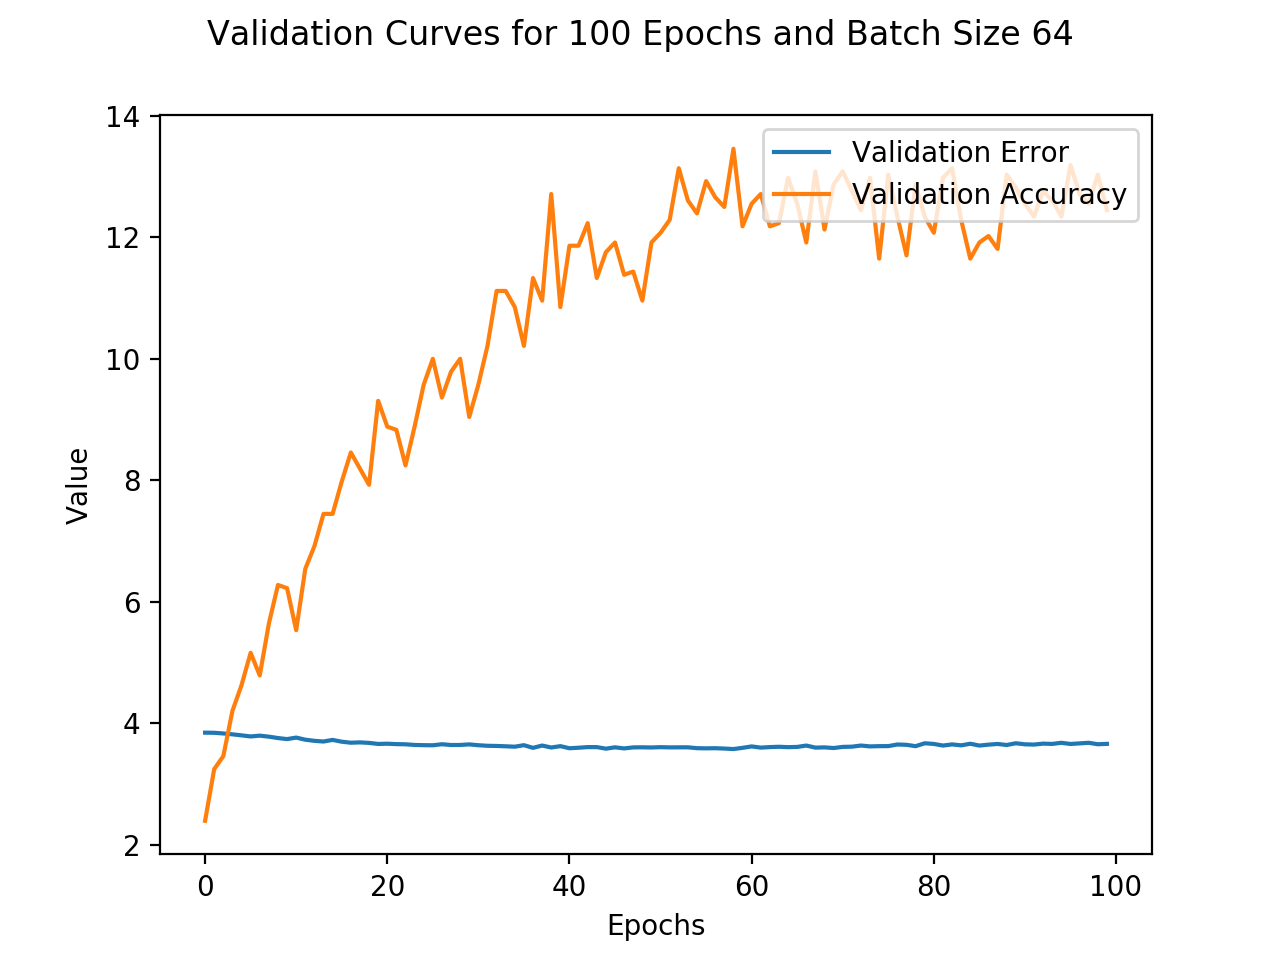 Validation Curves for 100 Epochs and Batch Size 64
14
12
10
8
6
4
2
Value
Validation Error
Validation Accuracy
0 20 40 60 80 100
Epochs